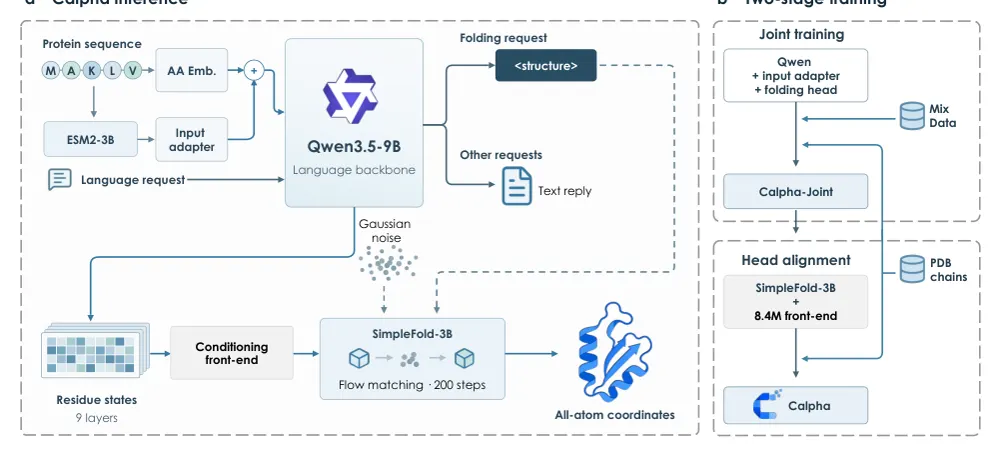 a Calpha inference
b Two-stage training
Protein sequence
M A K L V
AA Emb.
+
ESM2-3B
Input
adapter
Language request
Qwen3.5-9B
Language backbone
Folding request
<structure>
Other requests
Text reply
Gaussian
noise
Residue states
9 layers
Conditioning
front-end
SimpleFold-3B
Flow matching · 200 steps
All-atom coordinates
Joint training
Qwen
+ input adapter
+ folding head
Mix
Data
Calpha-Joint
Head alignment
SimpleFold-3B
+
8.4M front-end
PDB
chains
Calpha